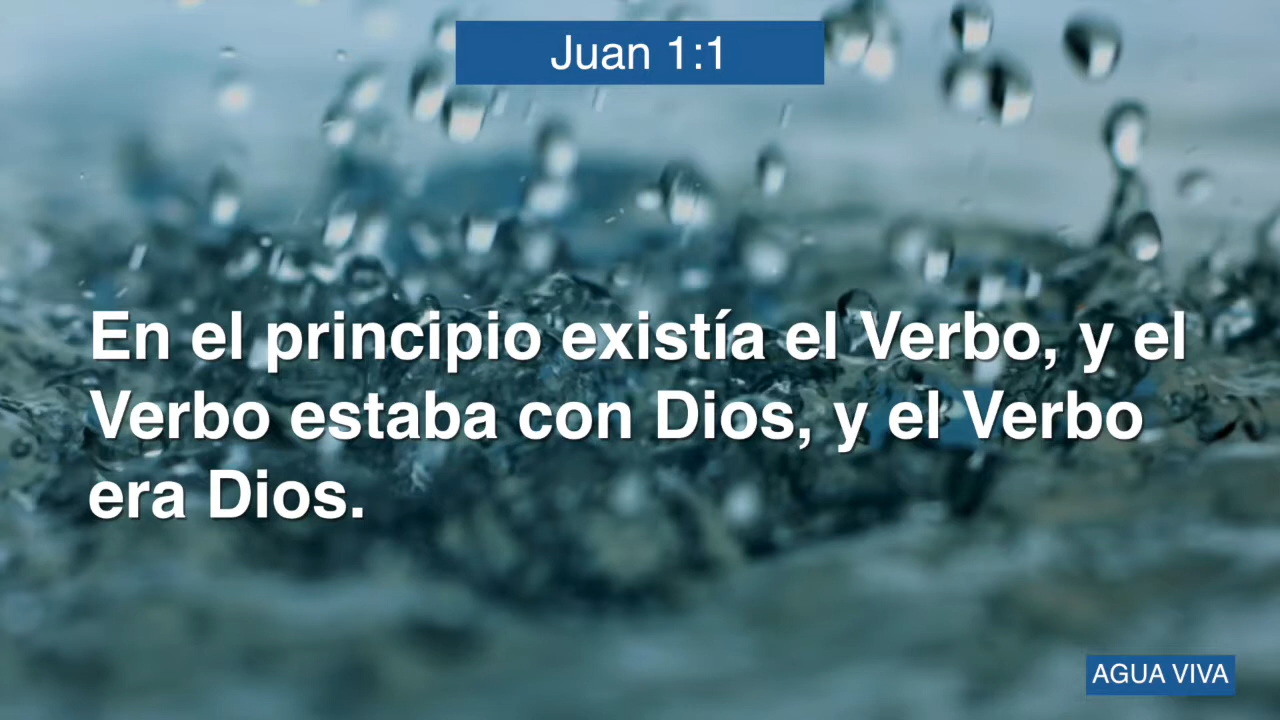 Juan 1:1
En el principio existía el Verbo, y el
Verbo estaba con Dios, y el Verbo
era Dios.
AGUA VIVA